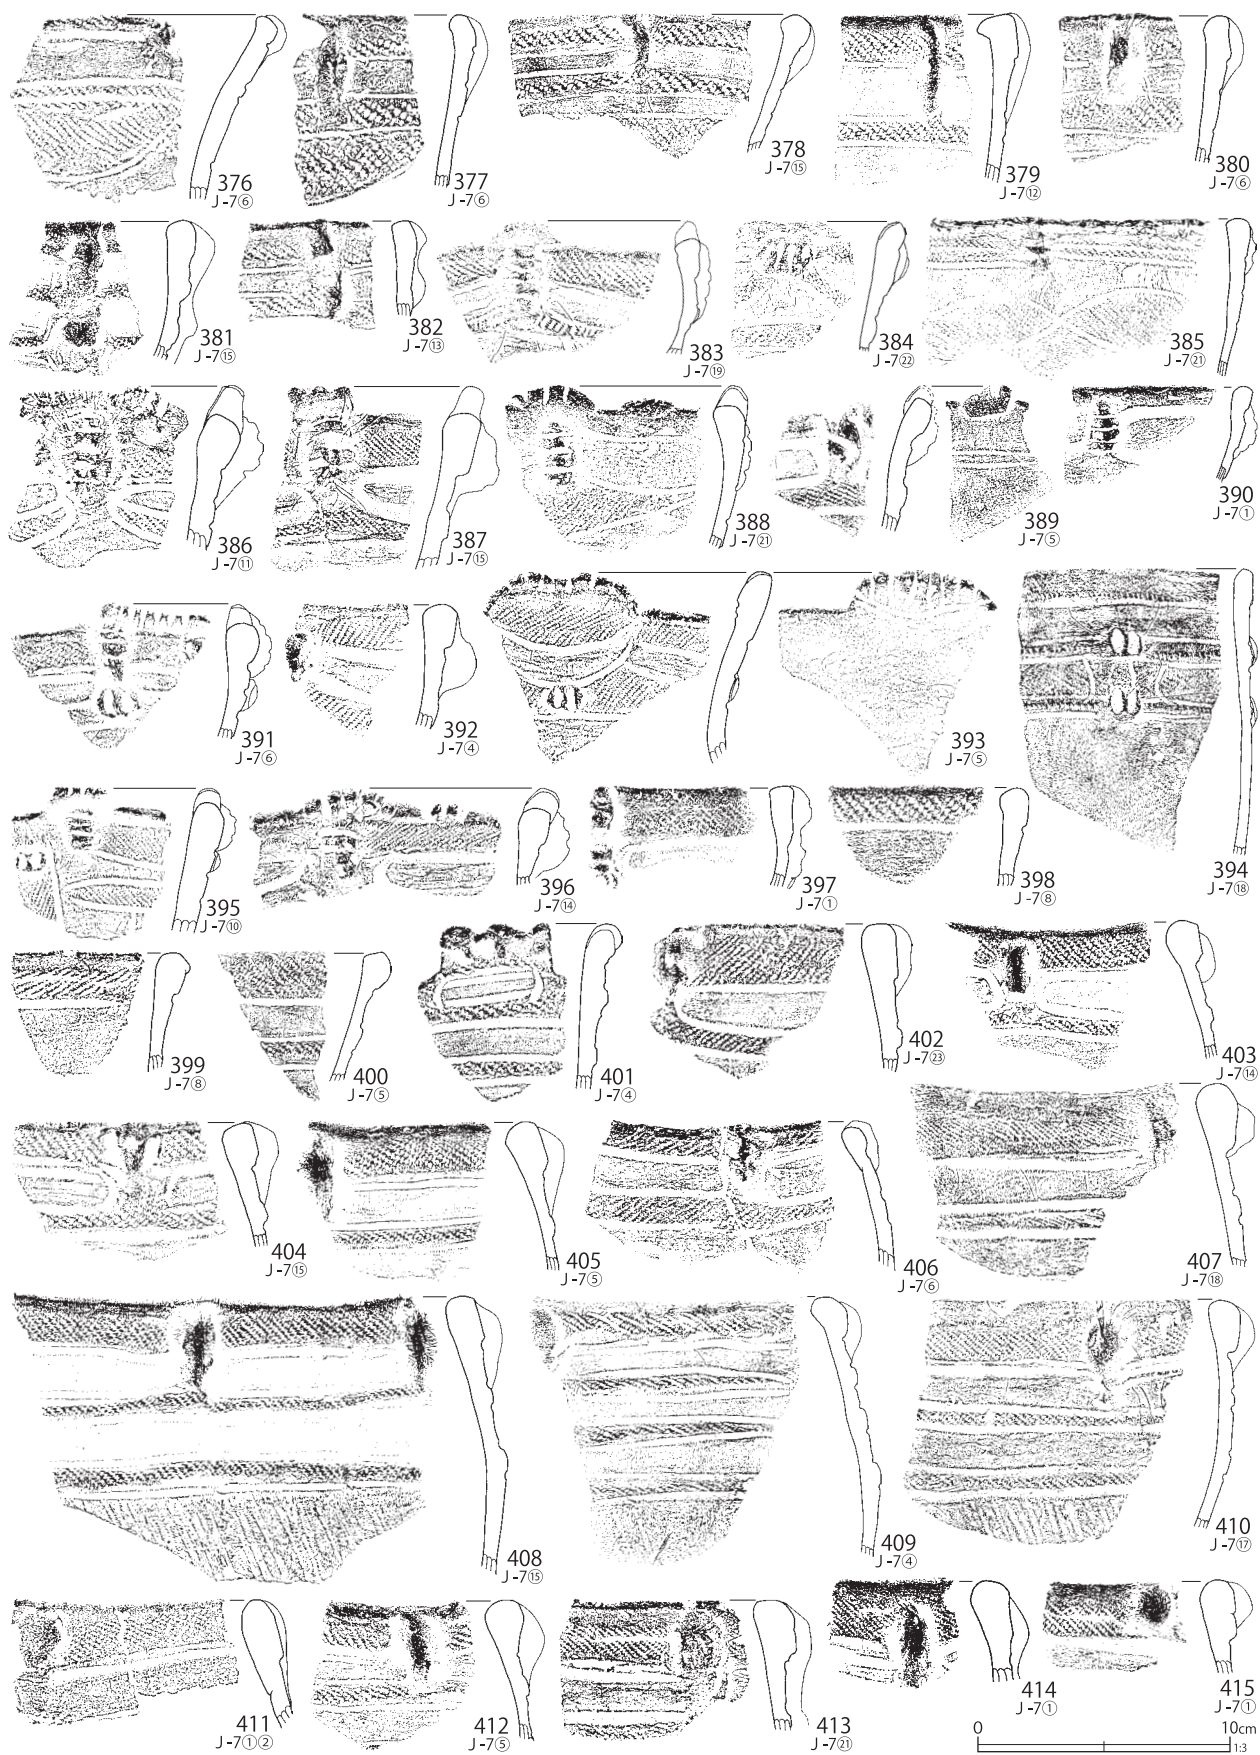 376
J-7⑥
377
J-7⑥
378
J-7⑮
379
J-7⑫
380
J-7⑥
381
J-7⑮
382
J-7⑬
383
J-7⑲
384
J-7㉒
385
J-7㉑
386
J-7⑪
387
J-7⑮
388
J-7㉑
389
J-7⑤
390
J-7①
391
J-7⑥
392
J-7④
393
J-7⑤
394
J-7⑱
395
J-7⑩
396
J-7⑭
397
J-7①
398
J-7⑧
399
J-7⑧
400
J-7⑤
401
J-7④
402
J-7㉓
403
J-7⑭
404
J-7⑮
405
J-7⑤
406
J-7⑥
407
J-7⑱
408
J-7⑮
409
J-7④
410
J-7⑰
411
J-7①②
412
J-7⑤
413
J-7㉑
414
J-7①
415
J-7①
0 10cm
1:3